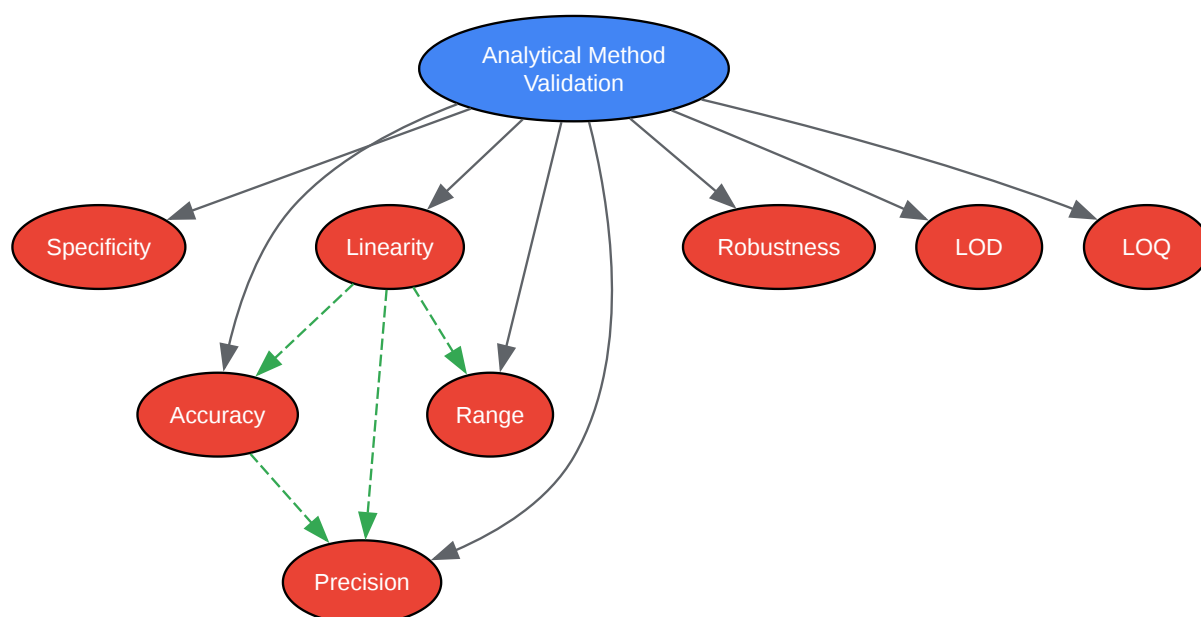 Analytical Method
Validation
Specificity
Linearity
Robustness
LOD
LOQ
Accuracy
Range
Precision